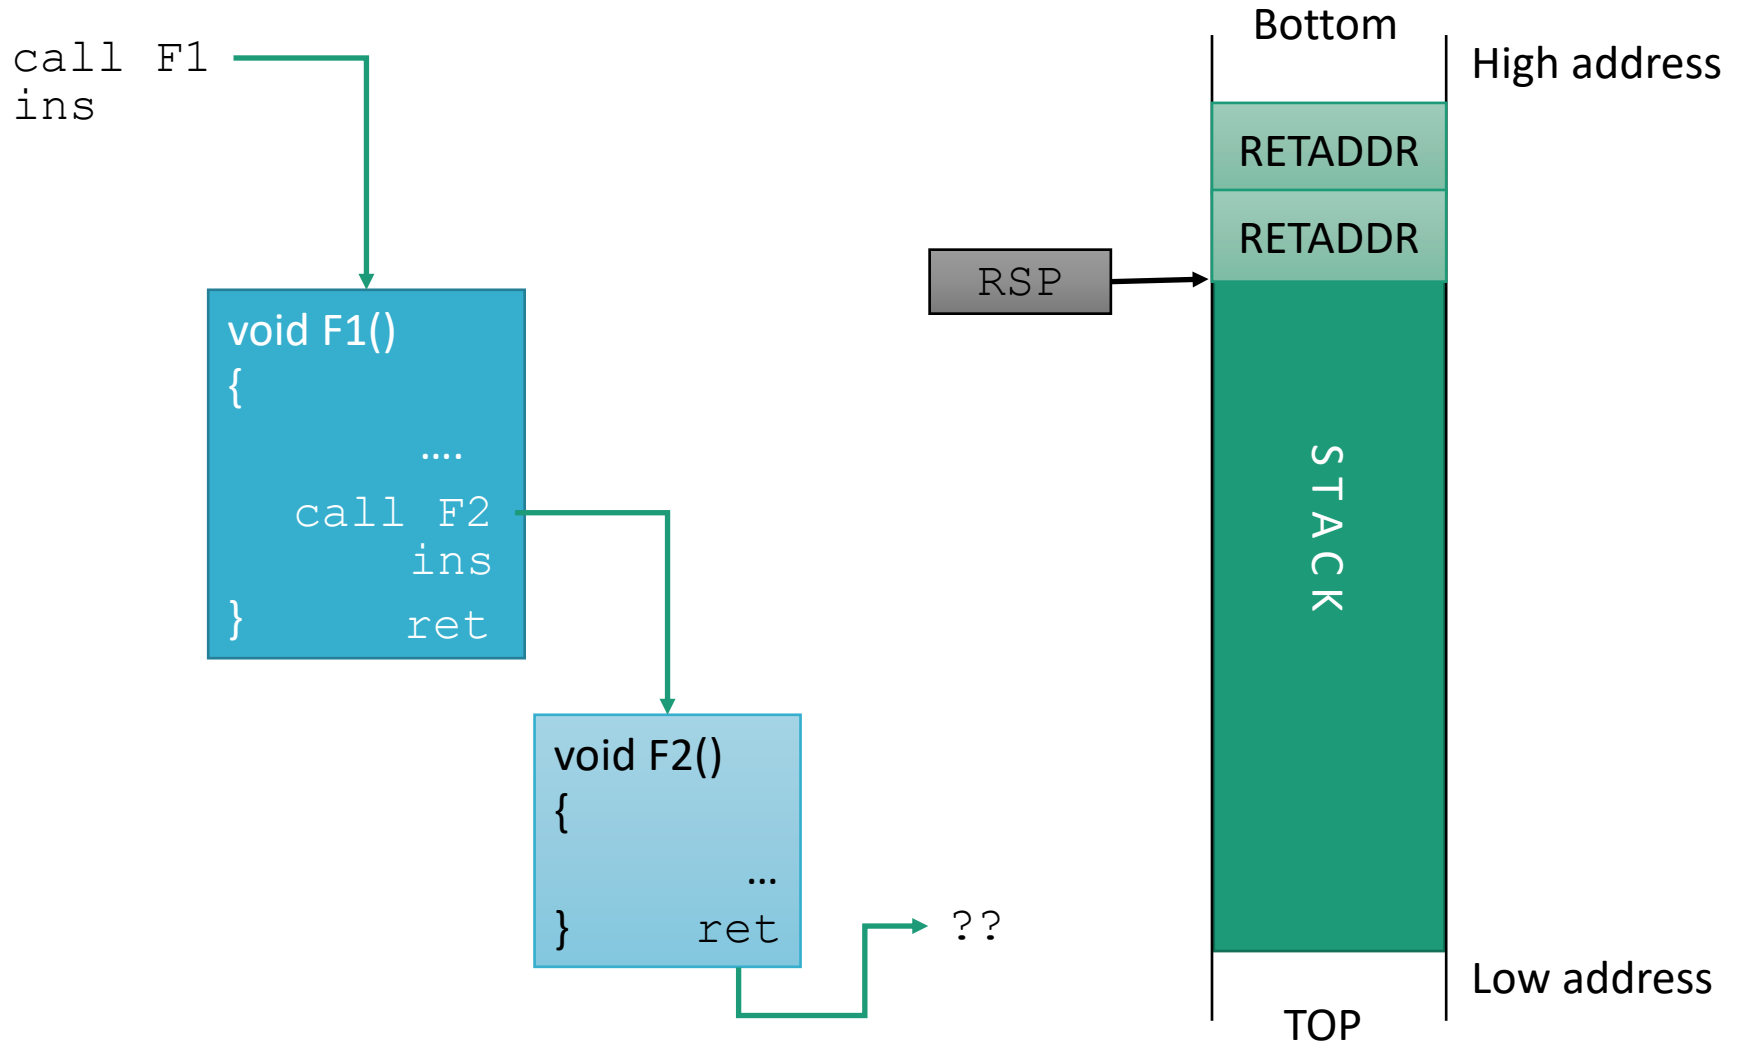 call F1
ins
void F1()
{
....
call F2
ins
} ret
void F2()
{
...
} ret
??
RSP
Bottom
High address
RETADDR
RETADDR
STACK
Low address
TOP